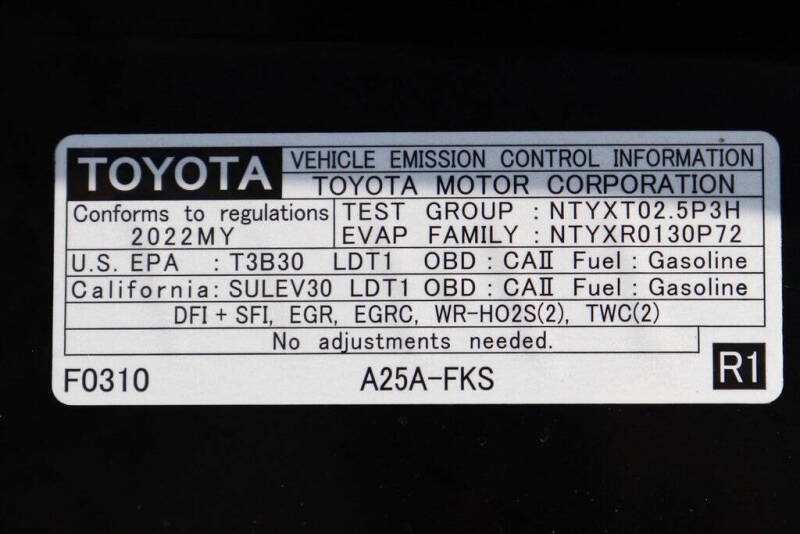 TOYOTA VEHICLE EMISSION CONTROL INFORMATION
TOYOTA MOTOR CORPORATION
Conforms to regulations
2022MY
TEST GROUP : NTYXT02.5P3H
EVAP FAMILY : NTYXR0130P72
U.S. EPA : T3B30 LDT1 OBD : CAII Fuel : Gasoline
California: SULEV30 LDT1 OBD : CAII Fuel : Gasoline
DFI + SFI, EGR, EGRC, WR-HO2S(2), TWC(2)
No adjustments needed.
F0310 A25A-FKS R1